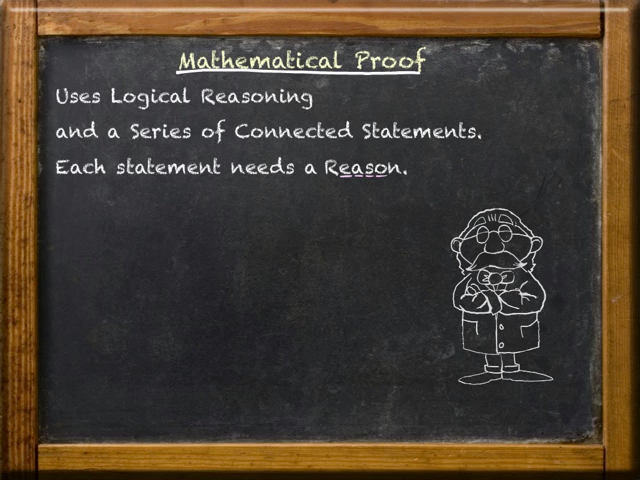 Mathematical Proof
Uses Logical Reasoning
and a Series of Connected Statements.
Each statement needs a Reason.